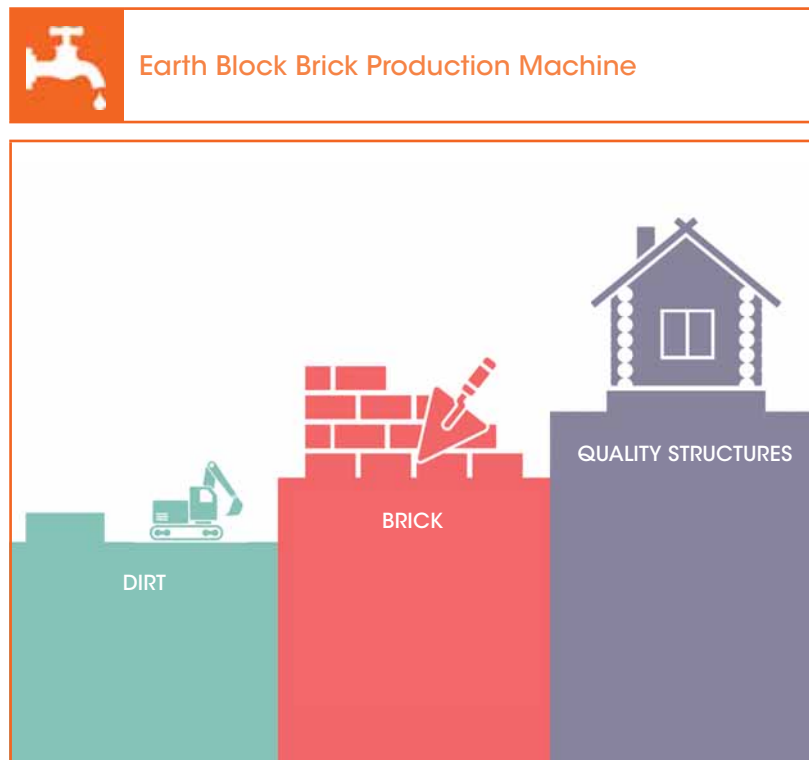 Earth Block Brick Production Machine
QUALITY STRUCTURES
BRICK
DIRT